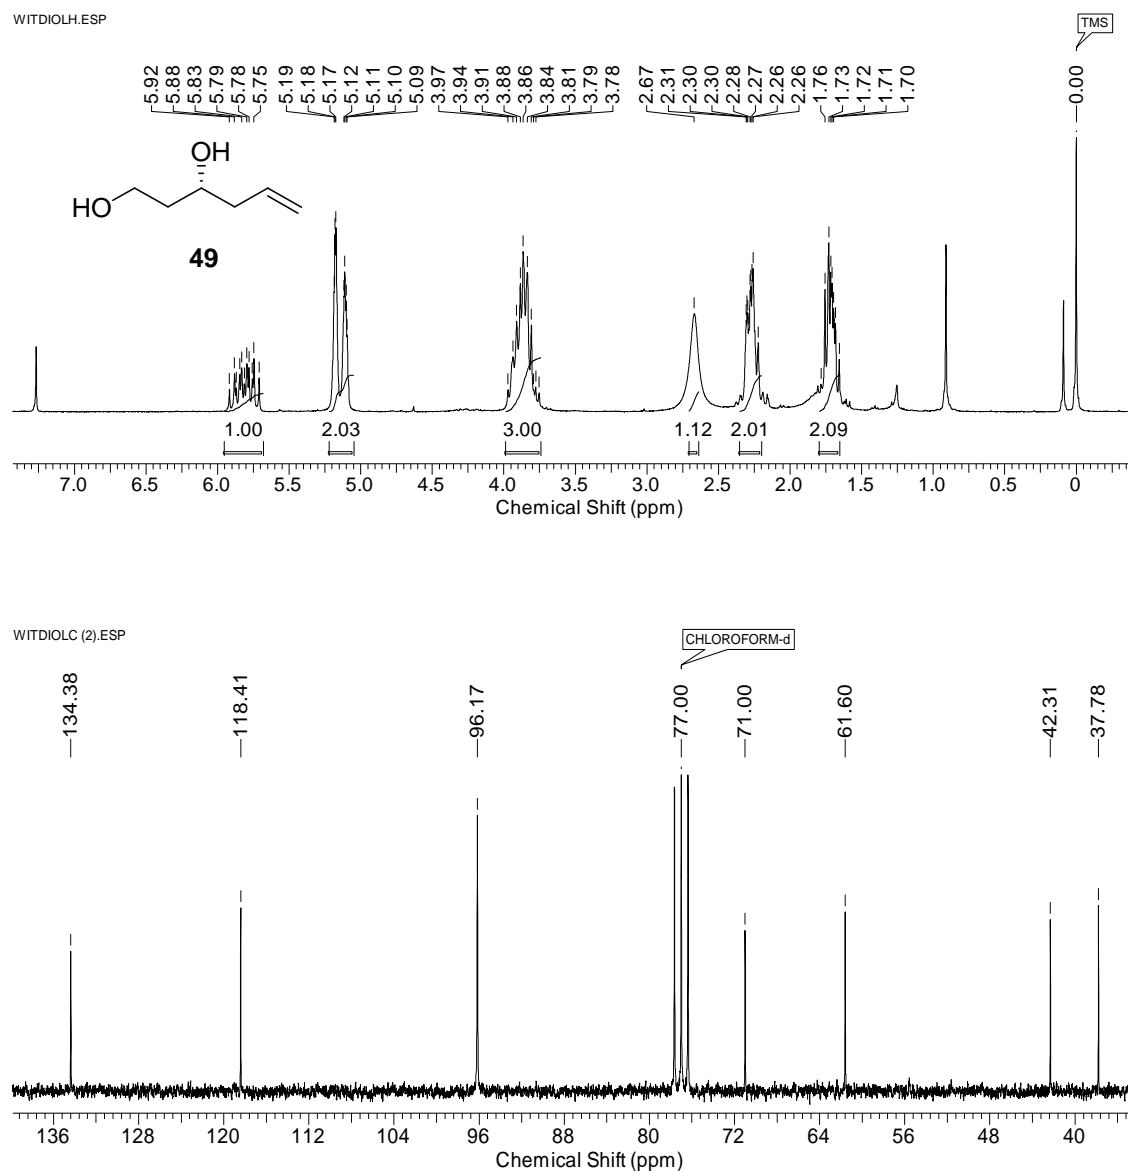 WITDIOLH.ESP
TMS
5.92 5.88 5.83 5.79 5.78 5.75 5.19 5.18 5.17 5.12 5.11 5.10 5.09 3.97 3.94 3.91 3.88 3.86 3.84 3.81 3.79 3.78 2.67 2.31 2.30 2.30 2.28 2.27 2.26 2.26 1.76 1.73 1.72 1.71 1.70 0.00
OH
HO
49
1.00 2.03 3.00 1.12 2.01 2.09
7.0 6.5 6.0 5.5 5.0 4.5 4.0 3.5 3.0 2.5 2.0 1.5 1.0 0.5 0
Chemical Shift (ppm)
WITDIOLC (2).ESP
CHLOROFORM-d
134.38 118.41 96.17 77.00 71.00 61.60 42.31 37.78
136 128 120 112 104 96 88 80 72 64 56 48 40
Chemical Shift (ppm)